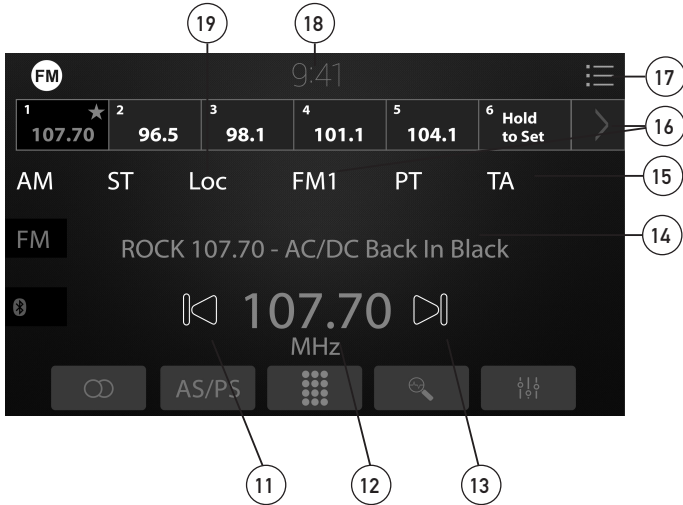 19
18
FM
9:41
17
1
107.70
2
96.5
3
98.1
4
101.1
5
104.1
6
Hold
to Set
16
AM
ST
Loc
FM1
PT
TA
15
FM
ROCK 107.70 - AC/DC Back In Black
14
107.70
MHz
AS/PS
11
12
13